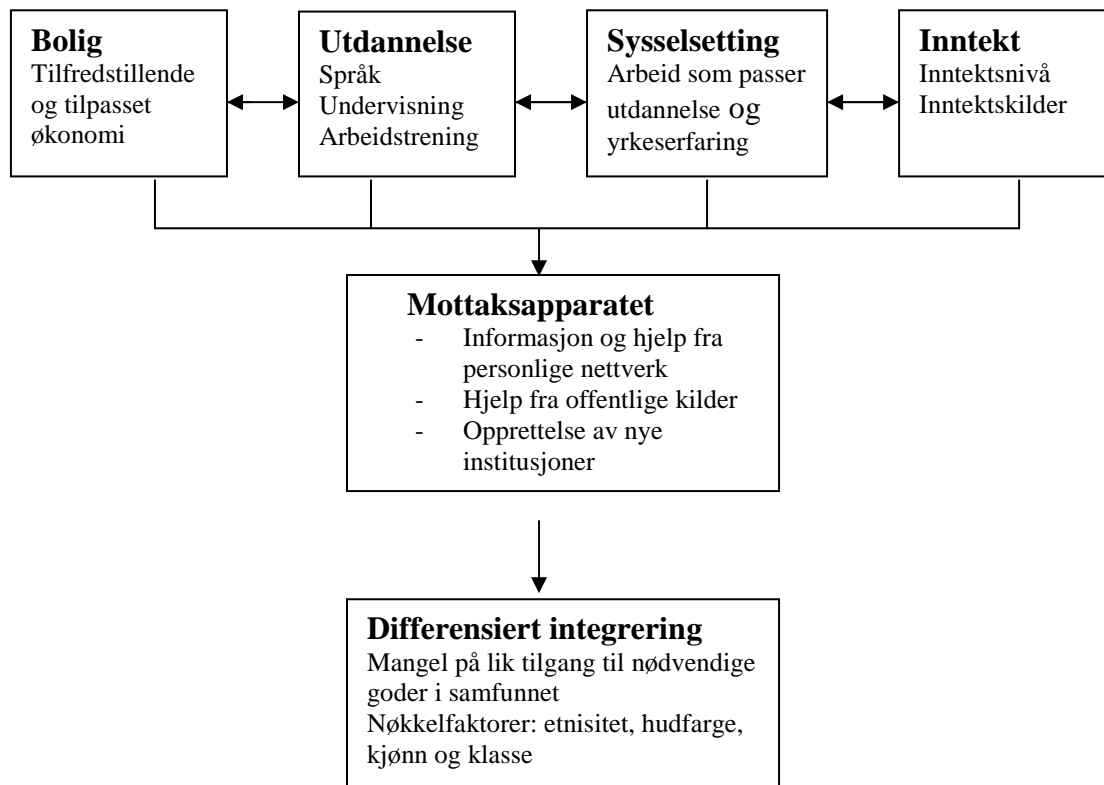 Bolig
Tilfredstillende
og tilpasset
økonomi
Utdannelse
Språk
Undervisning
Arbeidstrening
Sysselsetting
Arbeid som passer
utdannelse og
yrkeserfaring
Inntekt
Inntektsnivå
Inntektskilder
Mottaksapparatet
- Informasjon og hjelp fra
personlige nettverk
- Hjelp fra offentlige kilder
- Opprettelse av nye
institusjoner
Differensiert integrering
Mangel på lik tilgang til nødvendige
goder i samfunnet
Nøkkelfaktorer: etnisitet, hudfarge,
kjønn og klasse